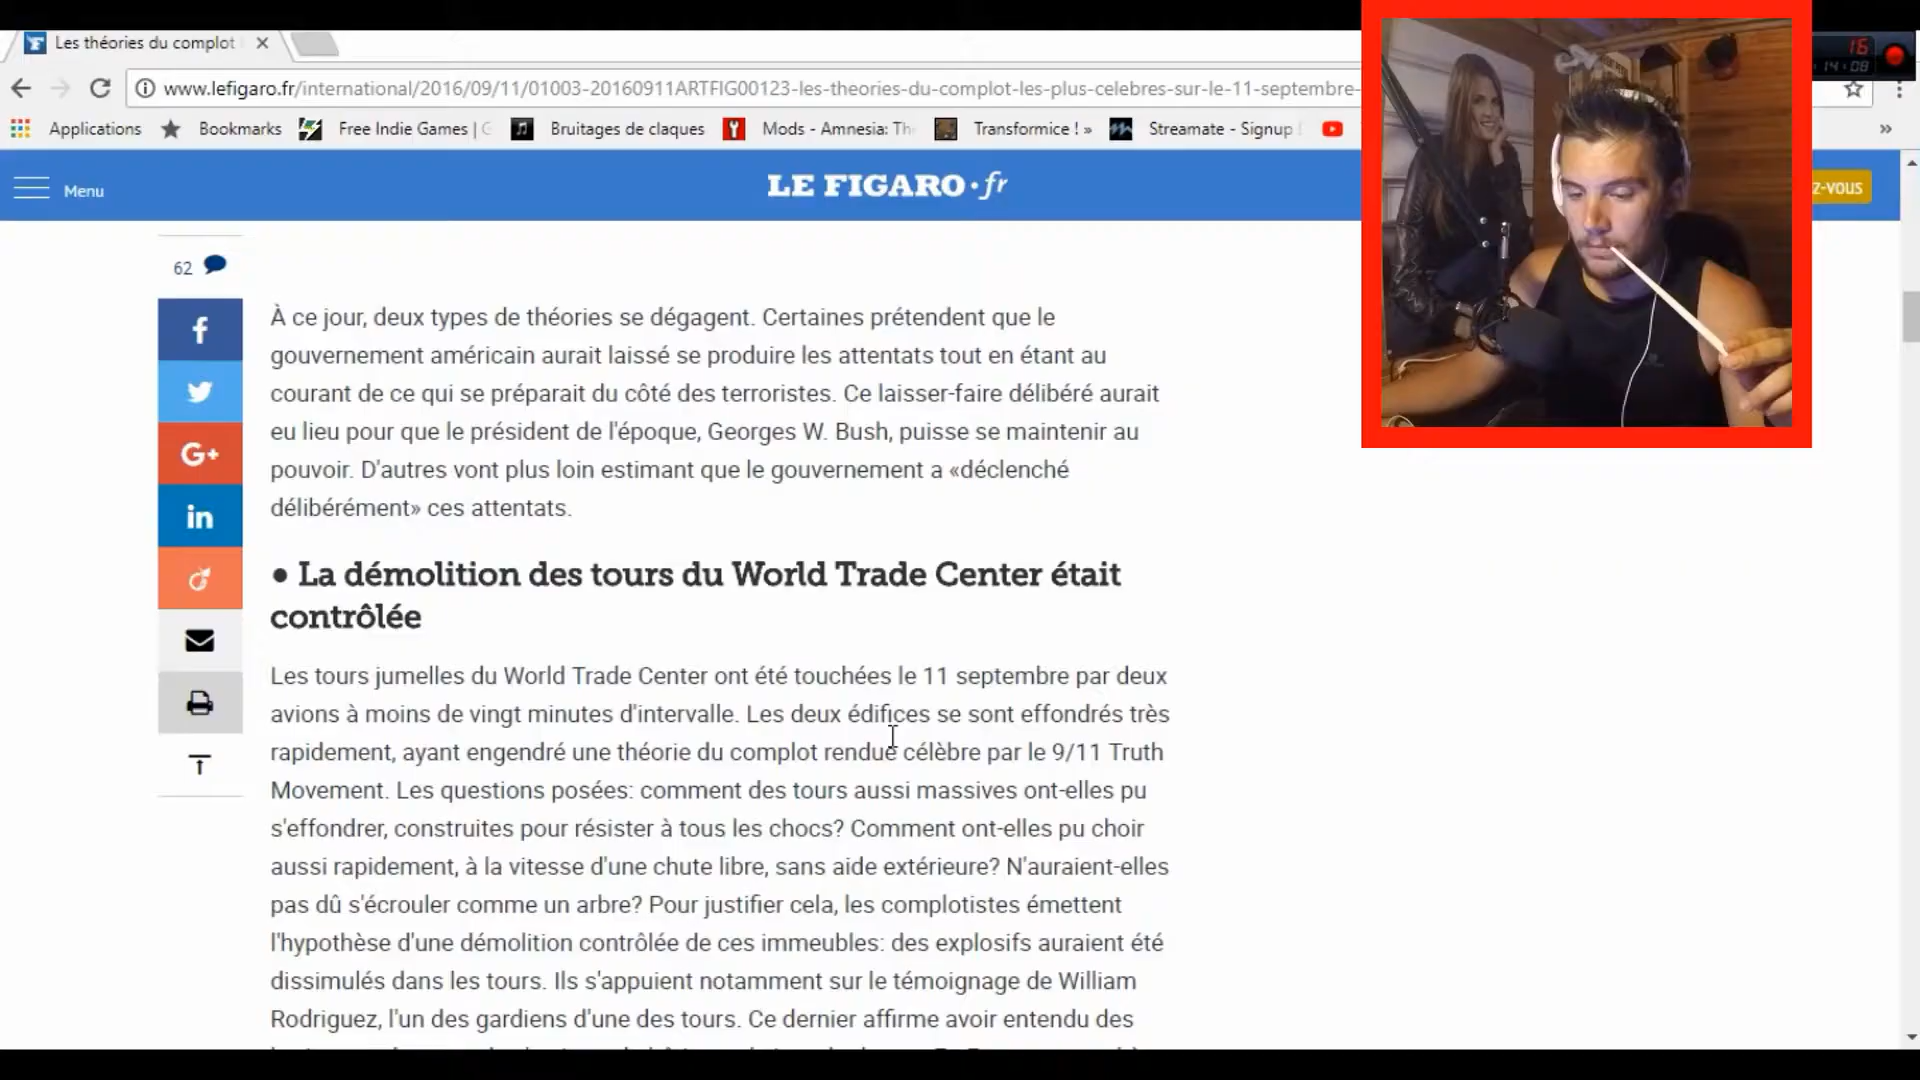 Les théories du complot
www.lefigaro.fr/international/2016/09/11/01003-20160911ARTFIG00123-les-theories-du-complot-les-plus-celebres-sur-le-11-septembre-
16
14:08
Applications
Bookmarks
Free Indie Games |
Bruitages de claques
Mods - Amnesia: Th
Transformice ! »
Streamate - Signup
»
Menu
LE FIGARO·fr
z-vous
62
À ce jour, deux types de théories se dégagent. Certaines prétendent que le
gouvernement américain aurait laissé se produire les attentats tout en étant au
courant de ce qui se préparait du côté des terroristes. Ce laisser-faire délibéré aurait
eu lieu pour que le président de l'époque, Georges W. Bush, puisse se maintenir au
pouvoir. D'autres vont plus loin estimant que le gouvernement a «déclenché
délibérément» ces attentats.
f
G+
in
● La démolition des tours du World Trade Center était
contrôlée
Les tours jumelles du World Trade Center ont été touchées le 11 septembre par deux
avions à moins de vingt minutes d'intervalle. Les deux édifices se sont effondrés très
rapidement, ayant engendré une théorie du complot rendue célèbre par le 9/11 Truth
Movement. Les questions posées: comment des tours aussi massives ont-elles pu
s'effondrer, construites pour résister à tous les chocs? Comment ont-elles pu choir
aussi rapidement, à la vitesse d'une chute libre, sans aide extérieure? N'auraient-elles
pas dû s'écrouler comme un arbre? Pour justifier cela, les complotistes émettent
l'hypothèse d'une démolition contrôlée de ces immeubles: des explosifs auraient été
dissimulés dans les tours. Ils s'appuient notamment sur le témoignage de William
Rodriguez, l'un des gardiens d'une des tours. Ce dernier affirme avoir entendu des